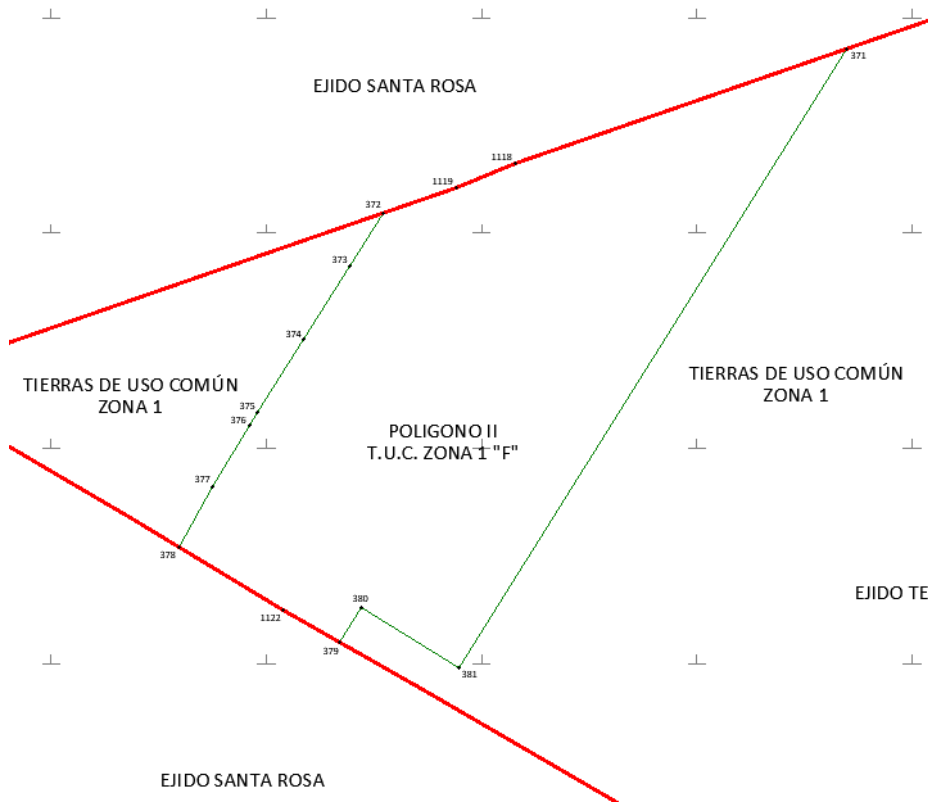 371
EJIDO SANTA ROSA
1118
1119
372
373
374
TIERRAS DE USO COMÚN
ZONA 1
TIERRAS DE USO COMÚN
ZONA 1
375
376
POLIGONO II
T.U.C. ZONA 1 "F"
377
378
380
EJIDO TE
1122
379
381
EJIDO SANTA ROSA